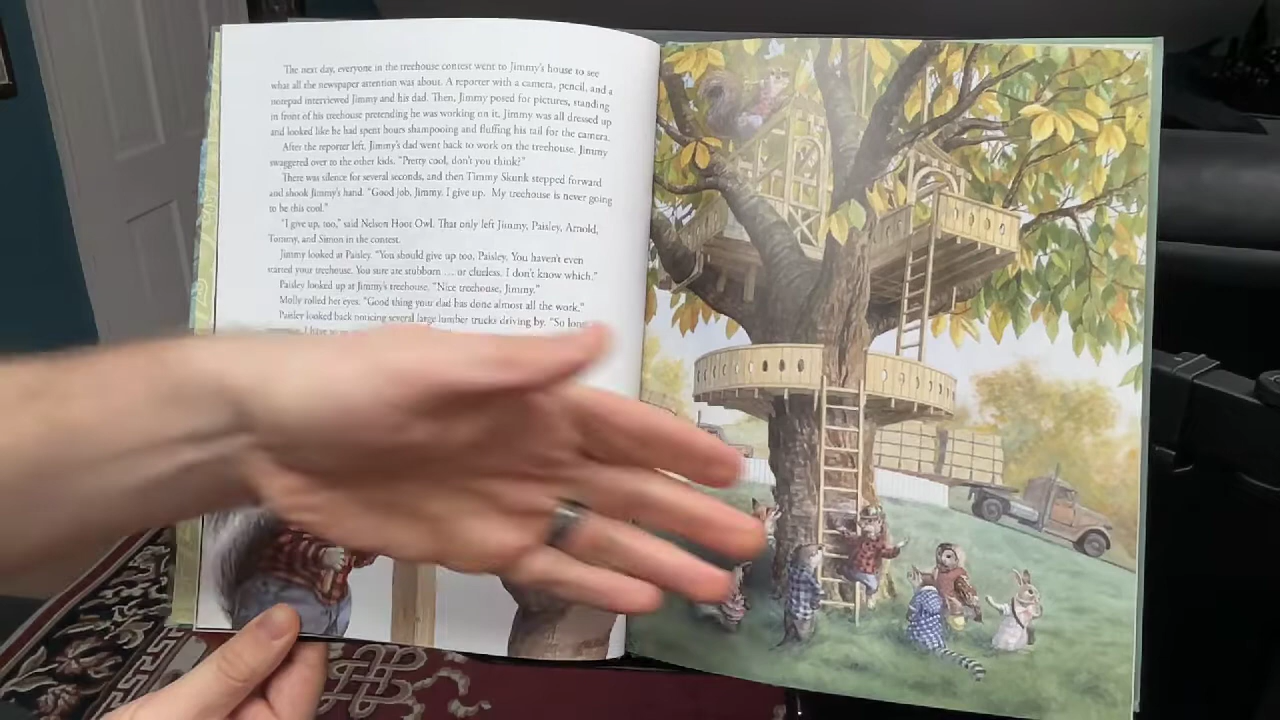 The next day, everyone in the treehouse contest went to Jimmy's house to see
what all the newspaper attention was about. A reporter with a camera, pencil, and a
notepad interviewed Jimmy and his dad. Then, Jimmy posed for pictures, standing
in front of his treehouse pretending he was working on it. Jimmy was all dressed up
and looked like he had spent hours shampooing and fluffing his tail for the camera.
After the reporter left, Jimmy's dad went back to work on the treehouse. Jimmy
swaggered over to the other kids. "Pretty cool, don't you think?"
There was silence for several seconds, and then Timmy Skunk stepped forward
and shook Jimmy's hand. "Good job, Jimmy. I give up. My treehouse is never going
to be this cool."
"I give up, too," said Nelson Hoot Owl. That only left Jimmy, Paisley, Arnold,
Tommy, and Simon in the contest.
Jimmy looked at Paisley. "You should give up too, Paisley. You haven't even
started your treehouse. You sure are stubborn ... or clueless. I don't know which."
Paisley looked up at Jimmy's treehouse. "Nice treehouse, Jimmy."
Molly rolled her eyes. "Good thing your dad has done almost all the work."
Paisley looked back noticing several large lumber trucks driving by. "So long
I have